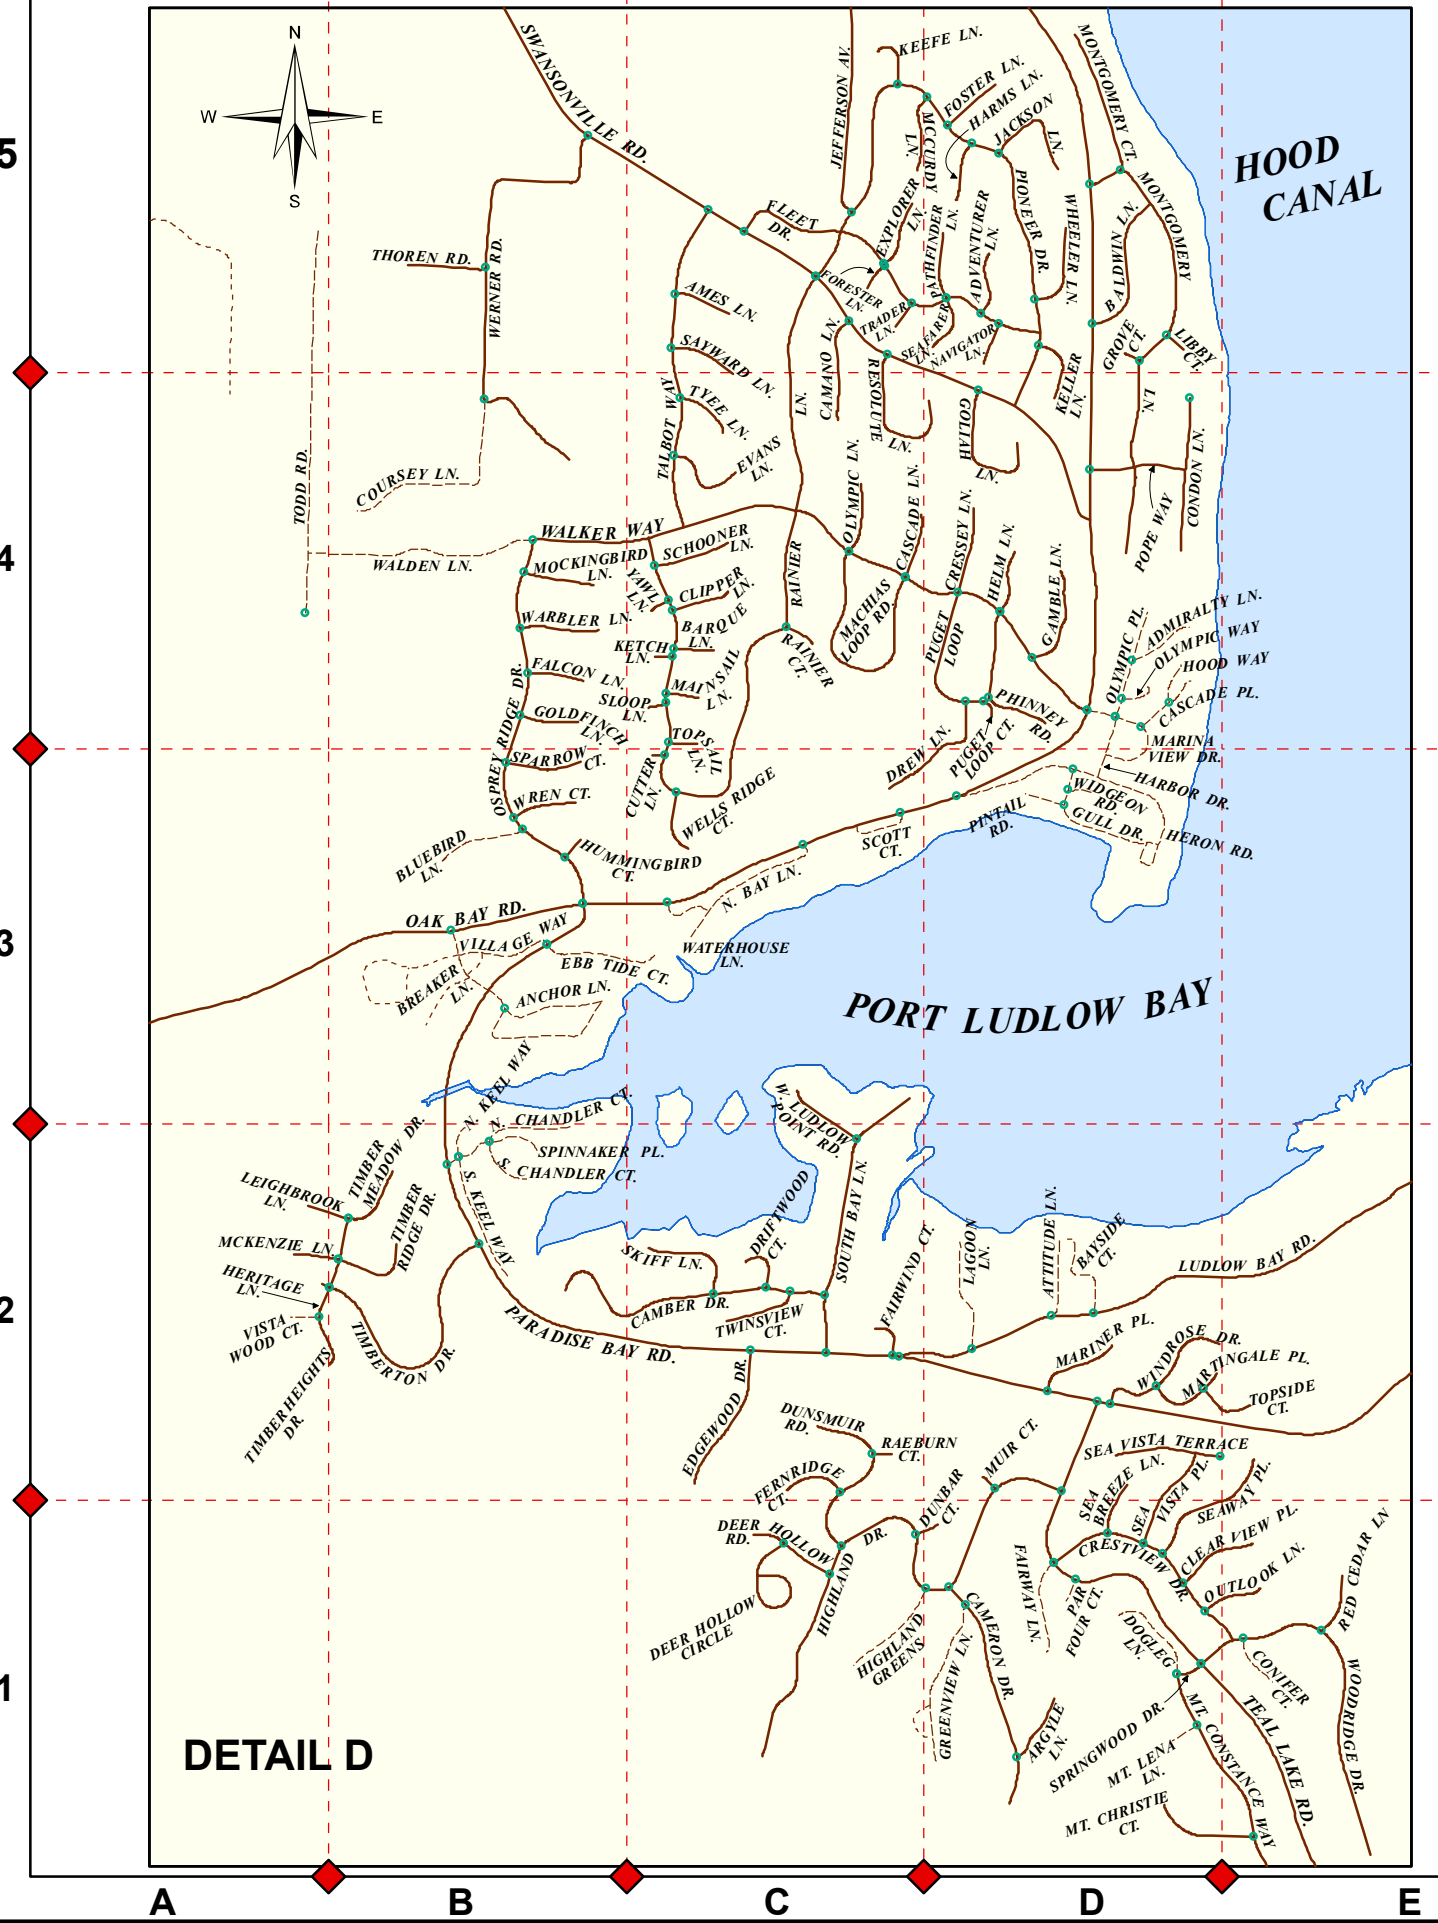 N
W
E
S
5
4
3
2
1
A
B
C
D
E
DETAIL D
HOOD
CANAL
PORT LUDLOW BAY
SWANSONVILLE RD.
JEFFERSON AV.
KEEFE LN.
FOSTER LN.
HARMS LN.
JACKSON
LN.
MCCURDY
LN.
MONTGOMERY CT.
MONTGOMERY
THOREN RD.
WERNER RD.
FLEET
DR.
EXPLORER
LN.
PATHFINDER
LN.
ADVENTURER
LN.
PIONEER DR.
WHEELER LN.
BALDWIN LN.
FORESTER
LN.
TRADER
LN.
SEAFARER
LN.
NAVIGATOR
LN.
GROVE
CT.
LIBBY
CT.
AMES LN.
SAYWARD LN.
TYEE LN.
EVANS
LN.
TALBOT WAY
CAMANO LN.
RESOLUTE
LN.
GOLIAH
LN.
KELLER
LN.
LN.
LN.
CONDON LN.
POPE WAY
TODD RD.
COURSEY LN.
WALDEN LN.
WALKER WAY
OLYMPIC LN.
CASCADE LN.
CRESSEY LN.
HELM LN.
GAMBLE LN.
MOCKINGBIRD
LN.
SCHOONER
LN.
YAWL
LN.
CLIPPER
LN.
BARQUE
LN.
WARBLER LN.
KETCH
LN.
RAINIER
RAINIER
CT.
MACHIAS
LOOP RD.
PUGET
LOOP
FALCON LN.
MAINSAIL
LN.
SLOOP
LN.
GOLDFINCH
LN.
OSPREY RIDGE DR.
SPARROW
CT.
TOPSAIL
LN.
CUTTER
LN.
WREN CT.
WELLS RIDGE
CT.
BLUEBIRD
LN.
HUMMINGBIRD
CT.
PHINNEY
RD.
DREW LN.
PUGET
LOOP CT.
OLYMPIC PL.
ADMIRALTY LN.
OLYMPIC WAY
HOOD WAY
CASCADE PL.
MARINA
VIEW DR.
HARBOR DR.
WIDGEON
RD.
GULL DR.
HERON RD.
PINTAIL
RD.
SCOTT
CT.
N. BAY LN.
OAK BAY RD.
VILLAGE WAY
WATERHOUSE
LN.
EBB TIDE CT.
BREAKER
LN.
ANCHOR LN.
N. KEEL WAY
N.
CHANDLER CT.
SPINNAKER PL.
S.
CHANDLER CT.
S. KEEL WAY
W. LUDLOW
POINT RD.
TIMBER
MEADOW DR.
LEIGHBROOK
LN.
TIMBER
RIDGE DR.
MCKENZIE LN.
HERITAGE
LN.
VISTA
WOOD CT.
TIMBERHEIGHTS
DR.
TIMBERTON DR.
SKIFF LN.
DRIFTWOOD
CT.
SOUTH BAY LN.
CAMBER DR.
TWINSVIEW
CT.
PARADISE BAY RD.
FAIRWIND CT.
LAGOON
LN.
ATTITUDE LN.
BAYSIDE
CT.
LUDLOW BAY RD.
MARINER PL.
WINDROSE DR.
MARTINGALE PL.
TOPSIDE
CT.
EDGEWOOD DR.
DUNSMUIR
RD.
RAEBURN
CT.
FERNRIDGE
CT.
DUNBAR
CT.
MUIR CT.
SEA VISTA TERRACE
SEA
BREEZE LN.
SEA
VISTA PL.
SEAWAY PL.
CLEAR VIEW PL.
OUTLOOK LN.
CRESTVIEW DR.
DEER HOLLOW
RD.
HIGHLAND
DR.
DEER HOLLOW
CIRCLE
HIGHLAND
GREENS
GREENVIEW LN.
CAMERON DR.
ARGYLE
LN.
FAIRWAY LN.
PAR
FOUR CT.
DOGLEG
LN.
SPRINGWOOD DR.
CONIFER
CT.
RED CEDAR LN
WOODRIDGE DR.
TEAL LAKE RD.
MT. CONSTANCE WAY
MT. LENA
LN.
MT. CHRISTIE
CT.